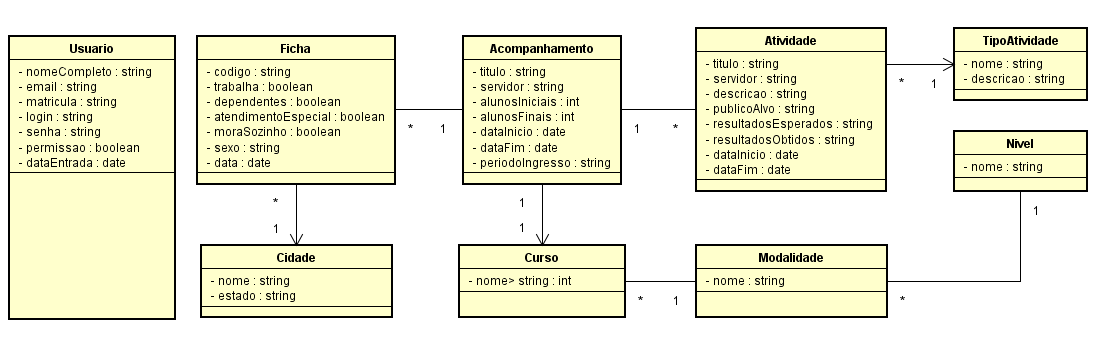 Usuario
- nomeCompleto : string
- email : string
- matricula : string
- login : string
- senha : string
- permissao : boolean
- dataEntrada : date
Ficha
- codigo : string
- trabalha : boolean
- dependentes : boolean
- atendimentoEspecial : boolean
- moraSozinho : boolean
- sexo : string
- data : date
* 1
Acompanhamento
- titulo : string
- servidor : string
- alunosIniciais : int
- alunosFinais : int
- dataInicio : date
- dataFim : date
- periodoIngresso : string
1 *
Atividade
- titulo : string
- servidor : string
- descricao : string
- publicoAlvo : string
- resultadosEsperados : string
- resultadosObtidos : string
- dataInicio : date
- dataFim : date
* 1
TipoAtividade
- nome : string
- descricao : string
Nivel
- nome : string
1
*
1
1
1
Cidade
- nome : string
- estado : string
Curso
- nome> string : int
* 1
Modalidade
- nome : string
*